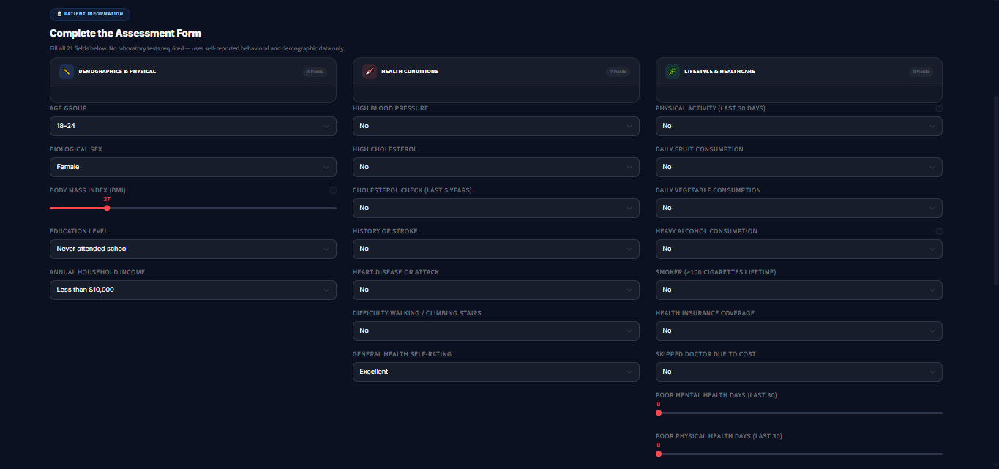 PATIENT INFORMATION
Complete the Assessment Form
Fill all 21 fields below. No laboratory tests required — uses self-reported behavioral and demographic data only.
DEMOGRAPHICS & PHYSICAL
5 Fields
AGE GROUP
18–24
BIOLOGICAL SEX
Female
BODY MASS INDEX (BMI)
27
EDUCATION LEVEL
Never attended school
ANNUAL HOUSEHOLD INCOME
Less than $10,000
HEALTH CONDITIONS
7 Fields
HIGH BLOOD PRESSURE
No
HIGH CHOLESTEROL
No
CHOLESTEROL CHECK (LAST 5 YEARS)
No
HISTORY OF STROKE
No
HEART DISEASE OR ATTACK
No
DIFFICULTY WALKING / CLIMBING STAIRS
No
GENERAL HEALTH SELF-RATING
Excellent
LIFESTYLE & HEALTHCARE
9 Fields
PHYSICAL ACTIVITY (LAST 30 DAYS)
No
DAILY FRUIT CONSUMPTION
No
DAILY VEGETABLE CONSUMPTION
No
HEAVY ALCOHOL CONSUMPTION
No
SMOKER (≥100 CIGARETTES LIFETIME)
No
HEALTH INSURANCE COVERAGE
No
SKIPPED DOCTOR DUE TO COST
No
POOR MENTAL HEALTH DAYS (LAST 30)
0
POOR PHYSICAL HEALTH DAYS (LAST 30)
0